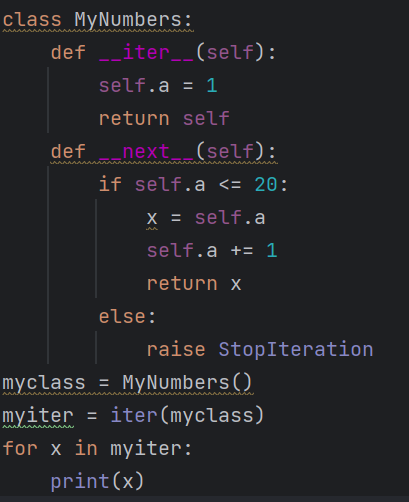 class MyNumbers:
    def __iter__(self):
        self.a = 1
        return self
    def __next__(self):
        if self.a <= 20:
            x = self.a
            self.a += 1
            return x
        else:
            raise StopIteration
myclass = MyNumbers()
myiter = iter(myclass)
for x in myiter:
    print(x)